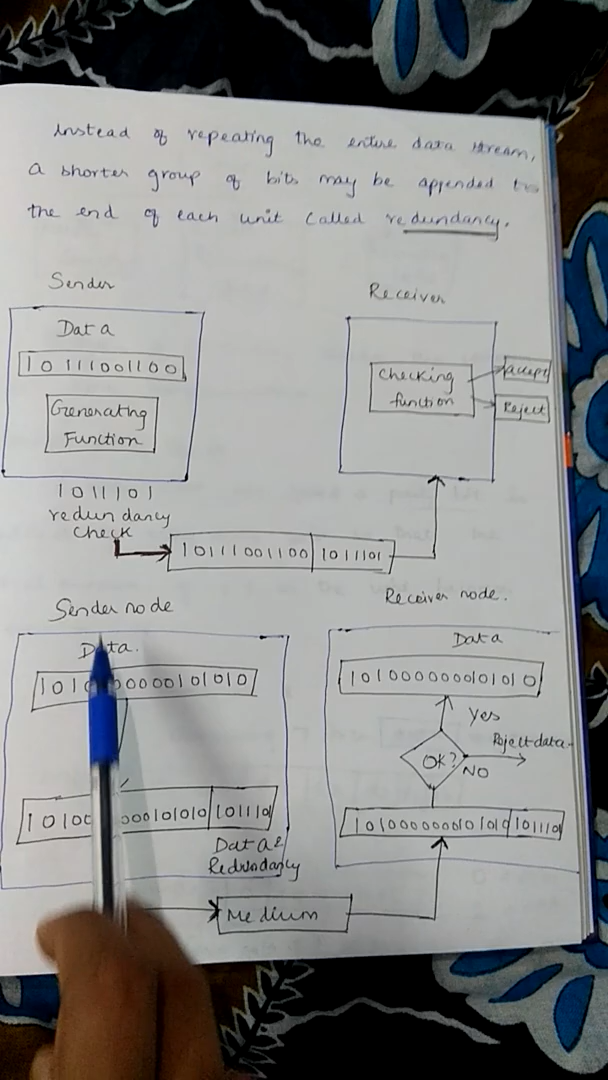 Instead of repeating the entire data stream,
a shorter group of bits may be appended to
the end of each unit called redundancy.
Sender
Receiver
Data
10111001100
Generating
Function
Checking
function
Accept
Reject
1011101
redundancy
check
10111001100 1011101
Sender node
Receiver node.
Data.
Data
Yes
Reject data
OK?
NO
101110
Data &
Redundancy
101110
Medium